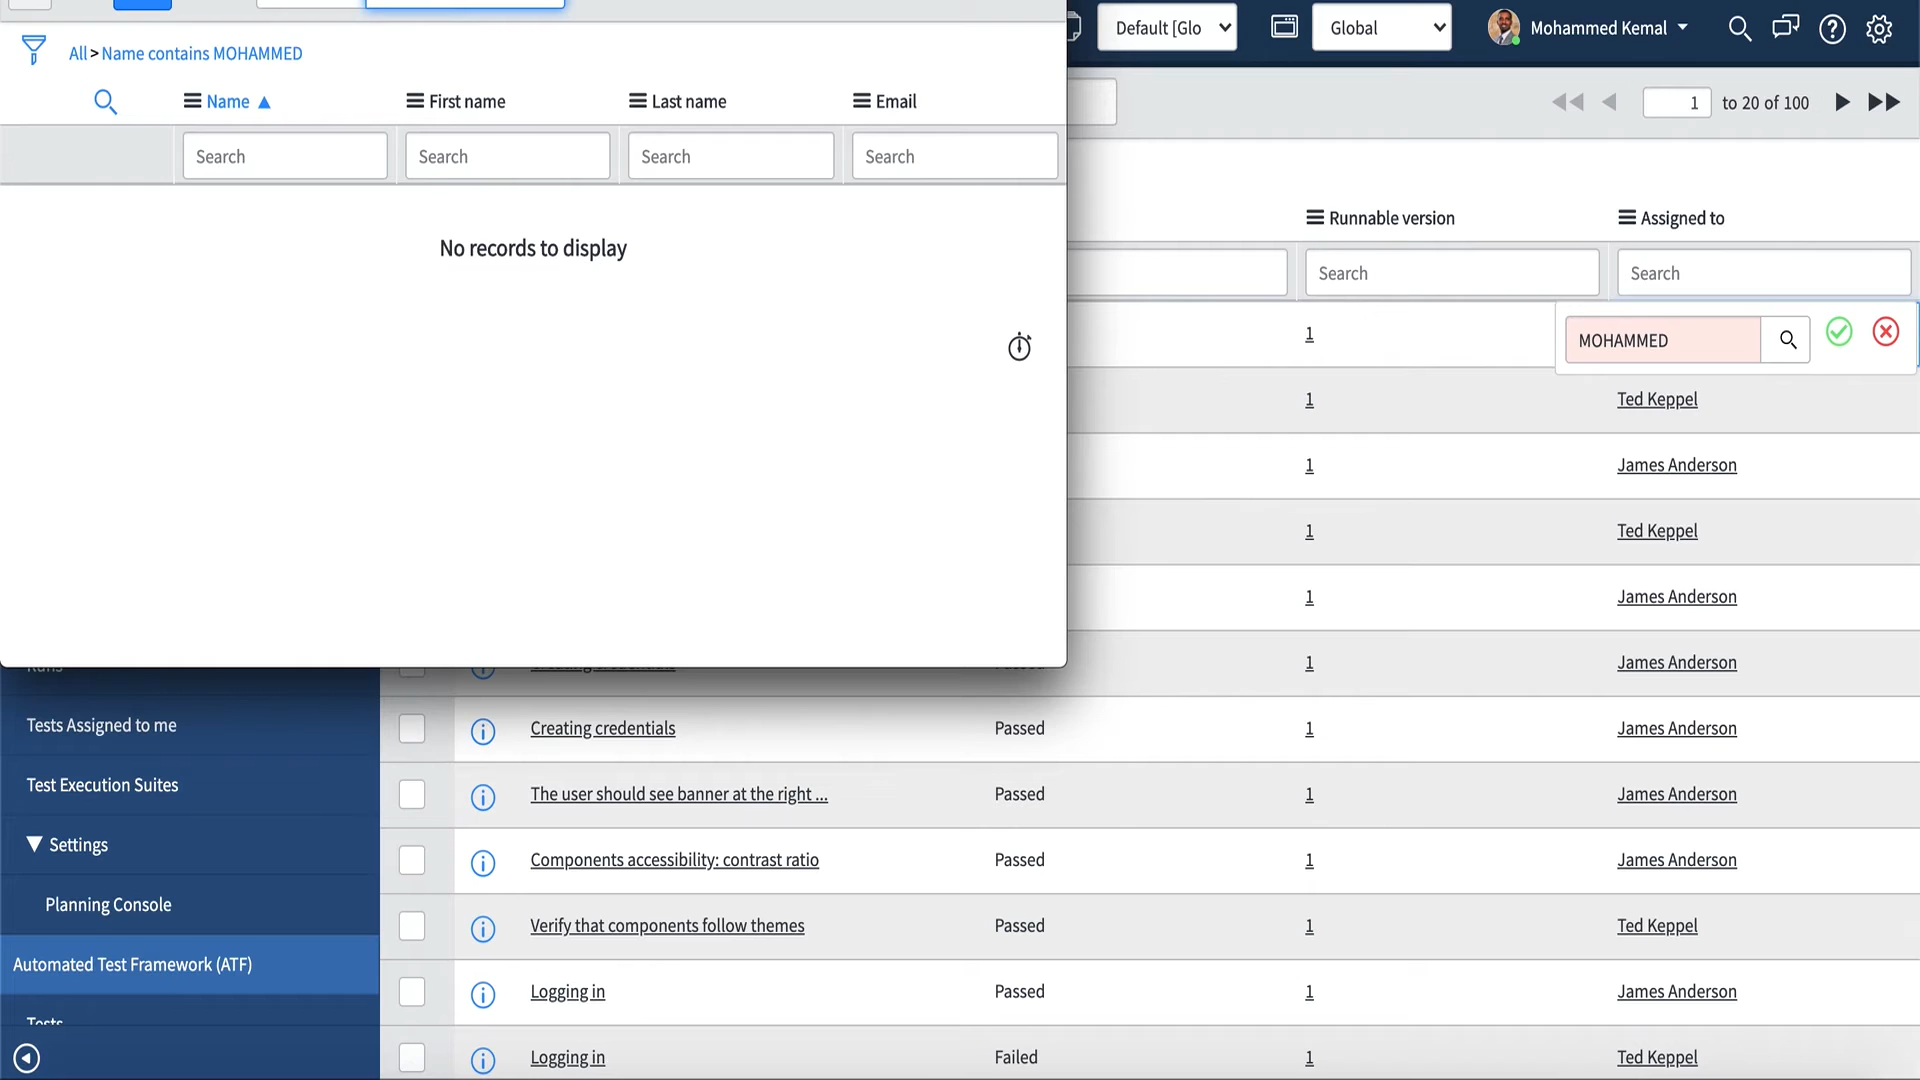 Default [Glo
Global
Mohammed Kemal
All > Name contains MOHAMMED
Name
First name
Last name
Email
Search
Search
Search
Search
No records to display
1
to 20 of 100
Runnable version
Assigned to
Search
Search
1
MOHAMMED
1
Ted Keppel
1
James Anderson
1
Ted Keppel
1
James Anderson
1
James Anderson
Creating credentials
Passed
1
James Anderson
The user should see banner at the right ...
Passed
1
James Anderson
Components accessibility: contrast ratio
Passed
1
James Anderson
Verify that components follow themes
Passed
1
Ted Keppel
Logging in
Passed
1
James Anderson
Logging in
Failed
1
Ted Keppel
Tests Assigned to me
Test Execution Suites
Settings
Planning Console
Automated Test Framework (ATF)
Tests